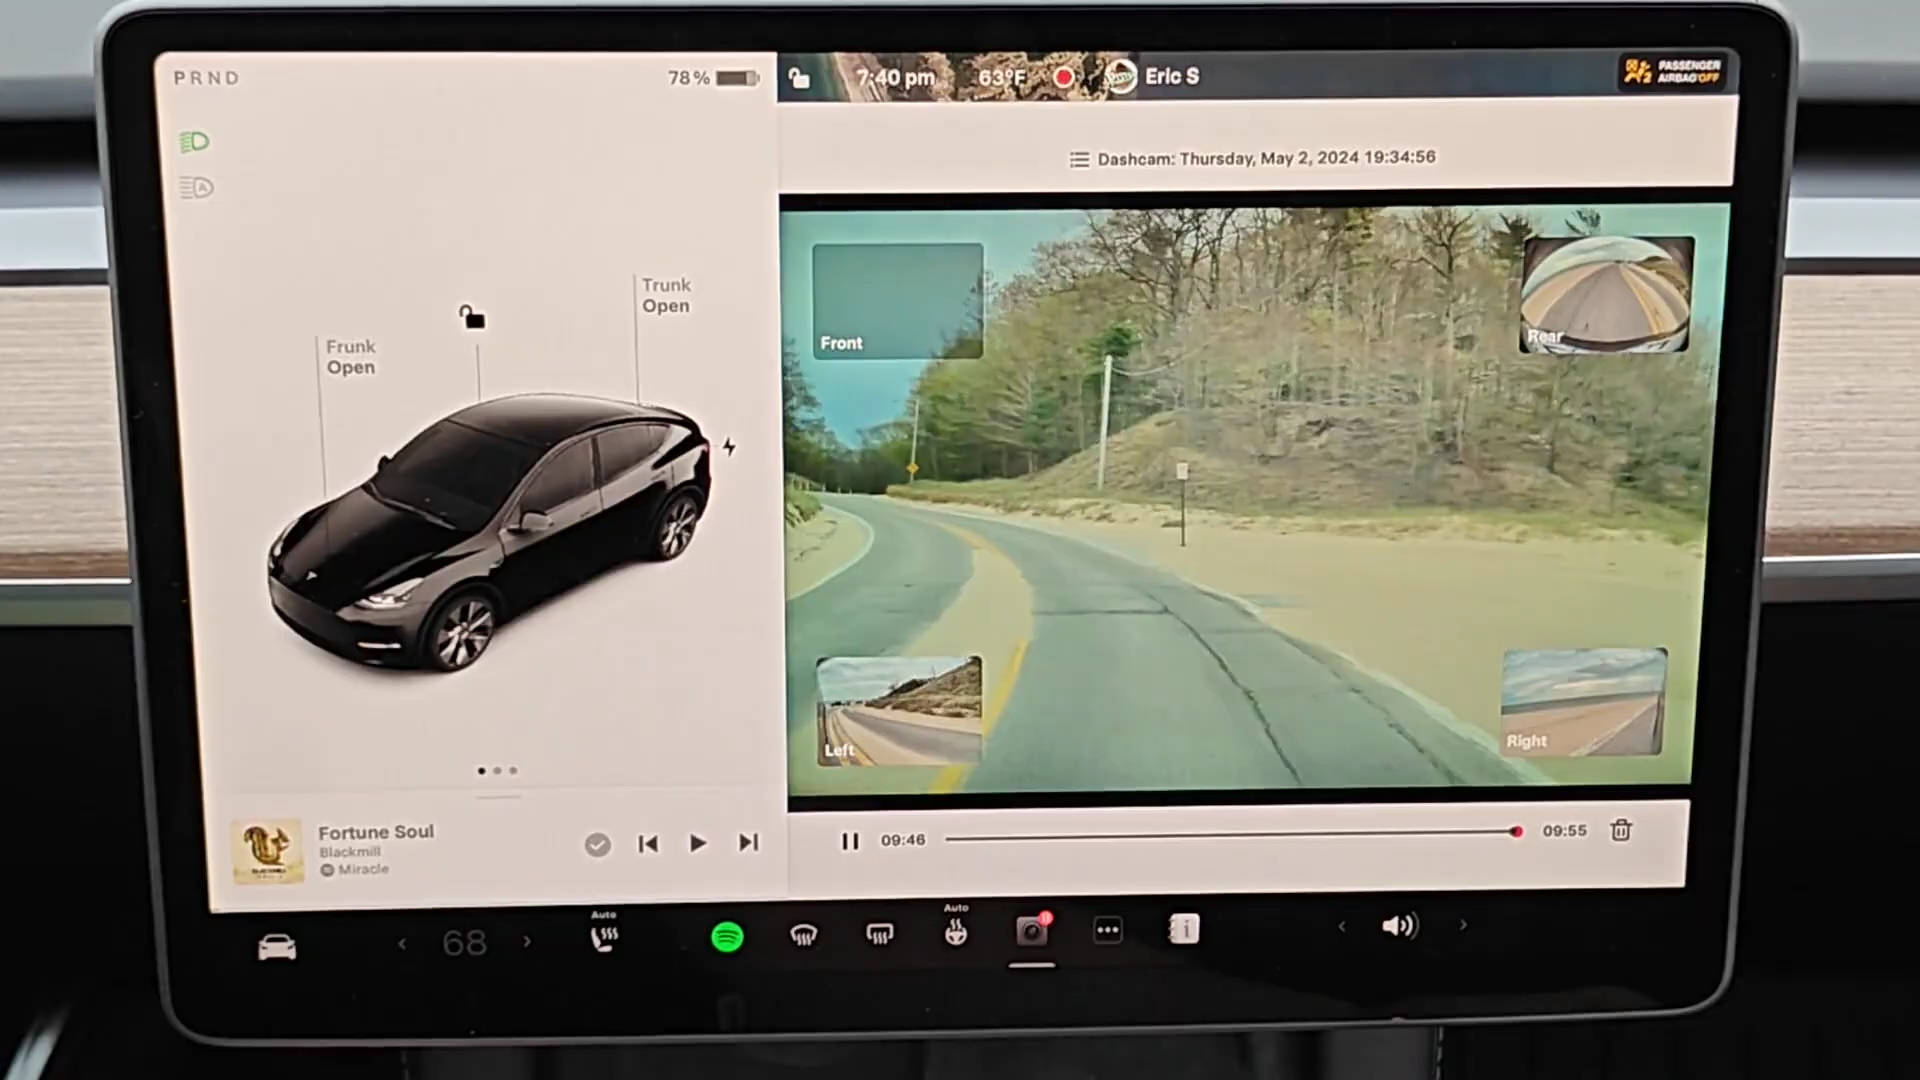 PRND
78%
7:40 pm
63°F
Eric S
PASSENGER
AIRBAG OFF
Dashcam: Thursday, May 2, 2024 19:34:56
Trunk
Open
Frunk
Open
Front
Rear
Left
Right
Fortune Soul
Blackmill
Miracle
09:46
09:55
Auto
68
Auto